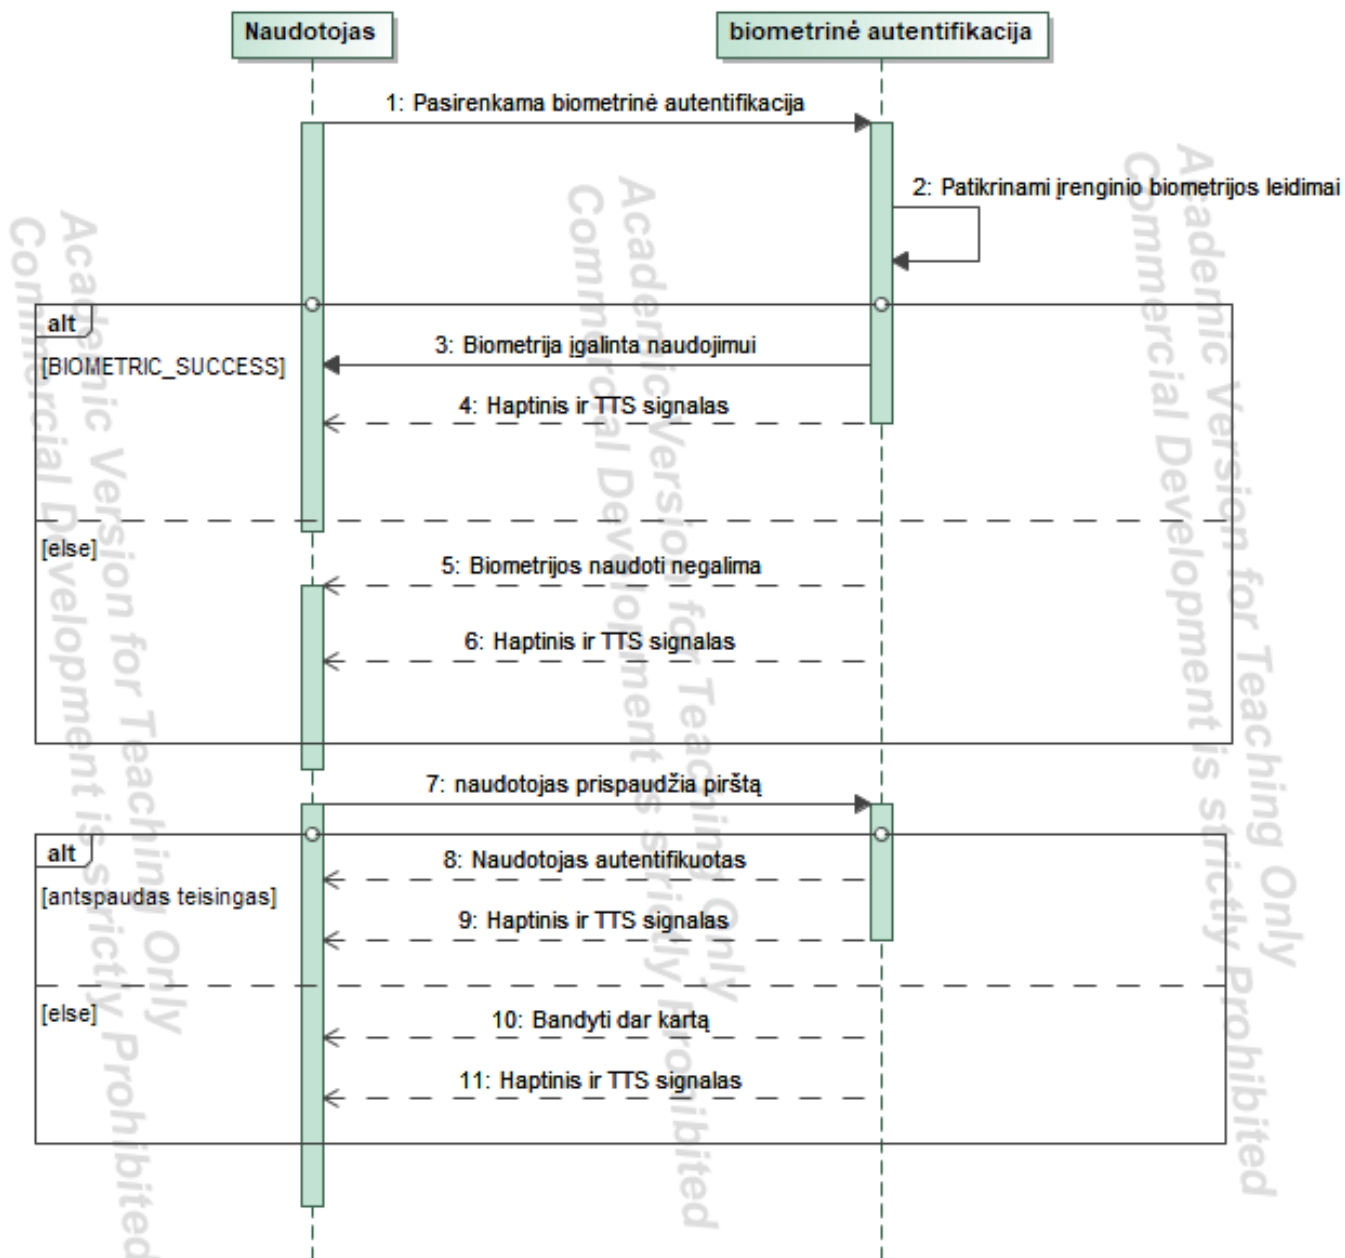 Naudotojas
biometrinė autentifikacija
1: Pasirenkama biometrinė autentifikacija
2: Patikrinami įrenginio biometrijos leidimai
alt
[BIOMETRIC_SUCCESS]
3: Biometrija įgalinta naudojimui
4: Haptinis ir TTS signalas
[else]
5: Biometrijos naudoti negalima
6: Haptinis ir TTS signalas
7: naudotojas prispaudžia pirštą
alt
[antspaudas teisingas]
8: Naudotojas autentifikuotas
9: Haptinis ir TTS signalas
[else]
10: Bandyti dar kartą
11: Haptinis ir TTS signalas
Academic Version for Teaching Only
Commercial Development is strictly Prohibited
Academic Version for Teaching Only
Commercial Development is strictly Prohibited
Academic Version for Teaching Only
Commercial Development is strictly Prohibited